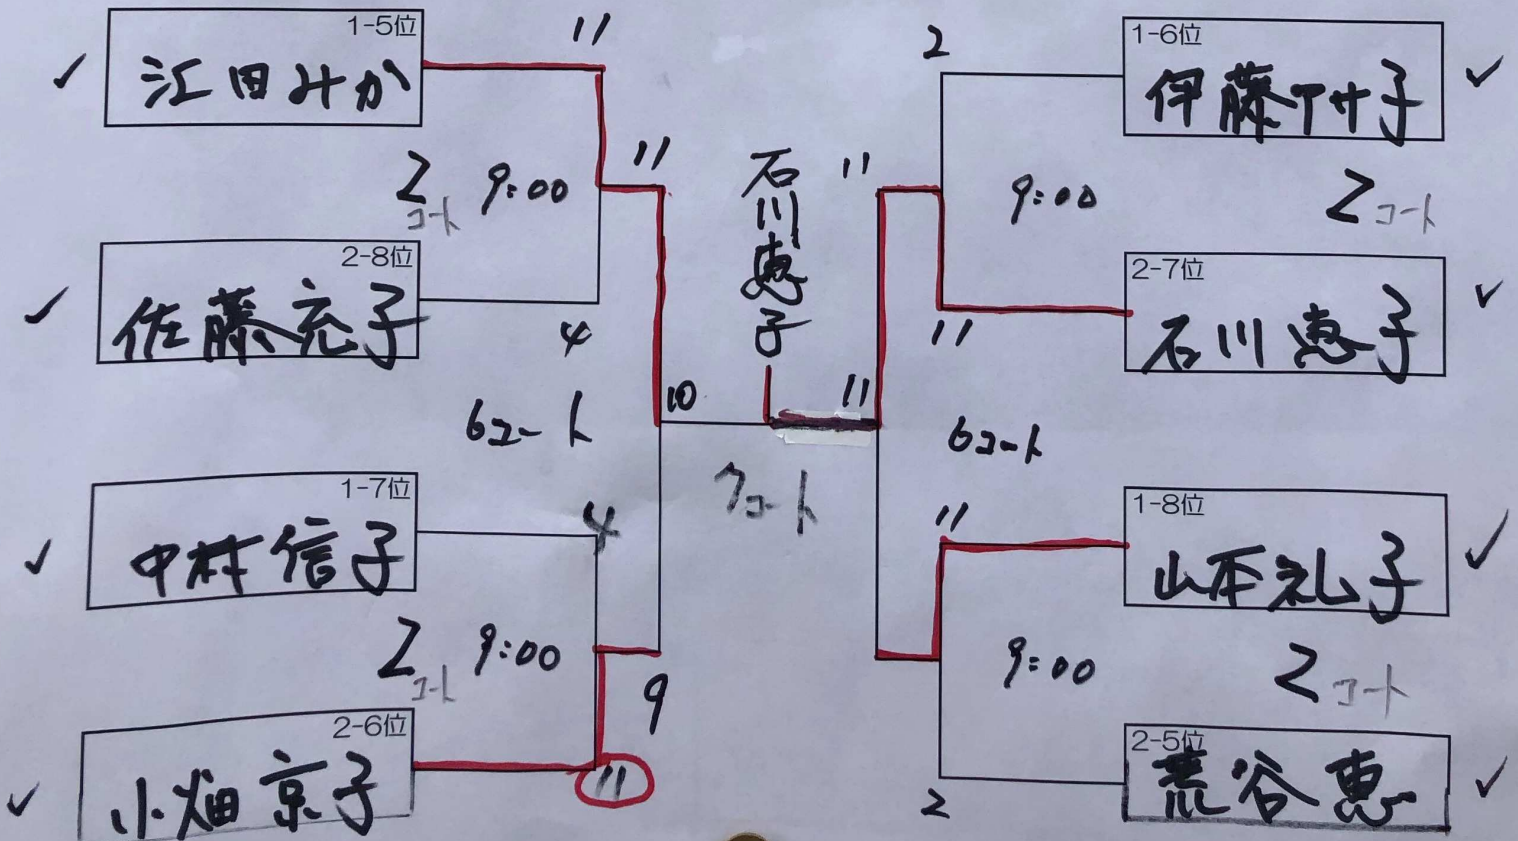 1-5位
江田みか
11
2コート 9:00
11
2-8位
佐藤充子
4
6コート
10
1-7位
中村信子
4
2コート 9:00
9
2-6位
小畑京子
11
石川恵子
7コート
2
1-6位
伊藤 子
11
9:00
2コート
2-7位
石川恵子
11
11
6コート
1-8位
山本礼子
11
9:00
2コート
2-5位
荒谷恵
2